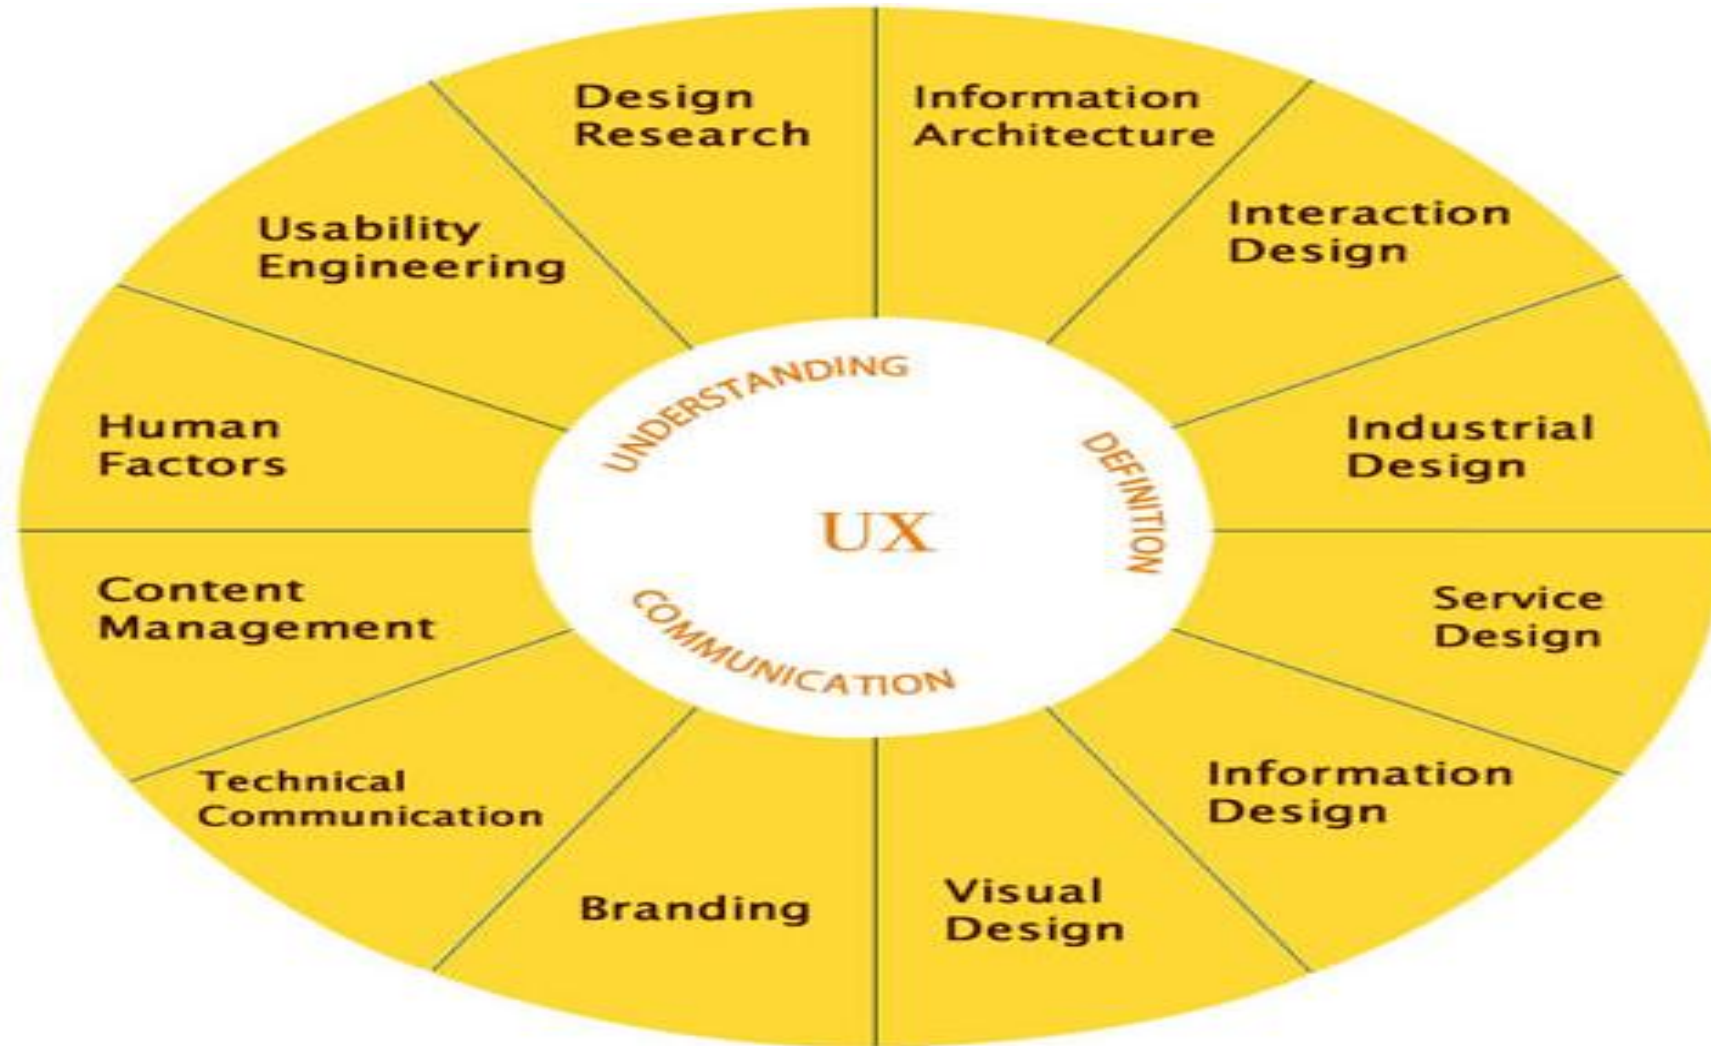 Design
Research
Information
Architecture
Interaction
Design
Industrial
Design
Service
Design
Information
Design
Visual
Design
Branding
Technical
Communication
Content
Management
Human
Factors
Usability
Engineering
UNDERSTANDING
DEFINITION
COMMUNICATION
UX